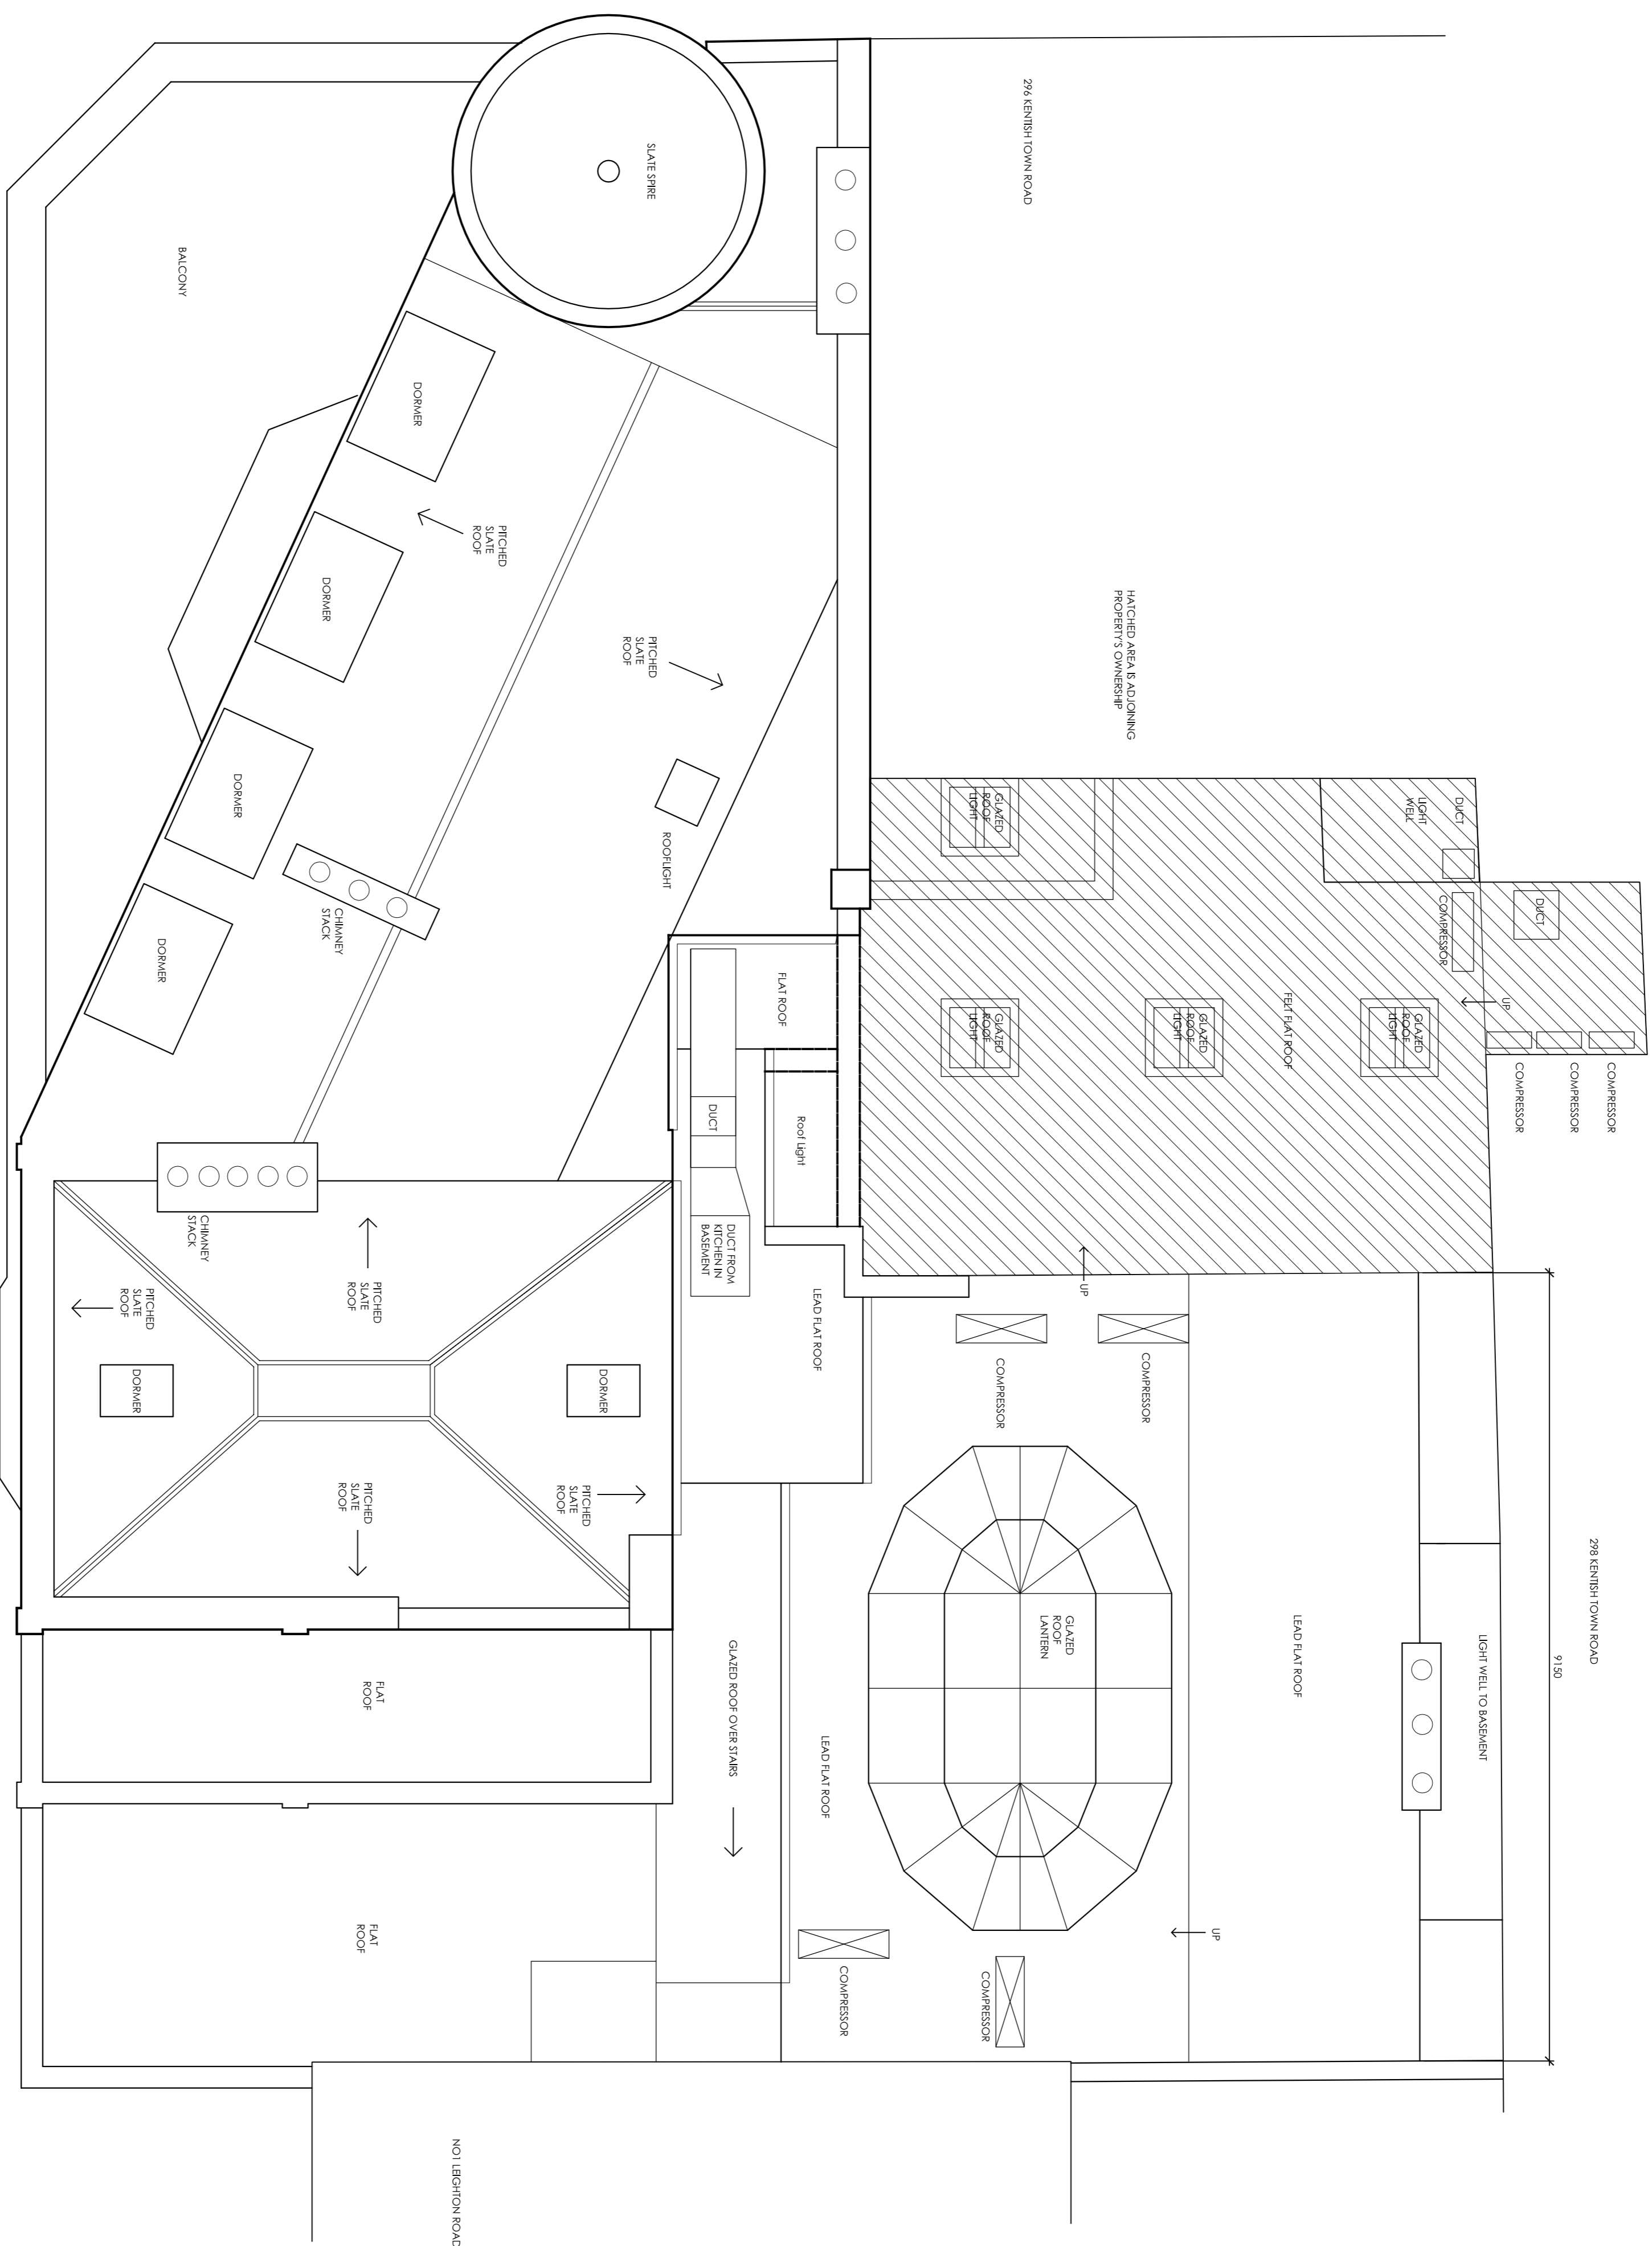 298 KENTISH TOWN ROAD
9150
LIGHT WELL TO BASEMENT
COMPRESSOR
COMPRESSOR
COMPRESSOR
UP
DUCT
DUCT
LIGHT
WELL
COMPRESSOR
GLAZED
ROOF
LIGHT
FELT FLAT ROOF
LEAD FLAT ROOF
UP
GLAZED
ROOF
LIGHT
HATCHED AREA IS ADJOINING
PROPERTY'S OWNERSHIP
COMPRESSOR
UP
GLAZED
ROOF
LANTERN
296 KENTISH TOWN ROAD
GLAZED
ROOF
LIGHT
GLAZED
ROOF
LIGHT
COMPRESSOR
COMPRESSOR
COMPRESSOR
LEAD FLAT ROOF
LEAD FLAT ROOF
Roof Light
FLAT ROOF
GLAZED ROOF OVER STAIRS
DUCT
DUCT FROM
KITCHEN IN
BASEMENT
ROOFLIGHT
SLATE SPIRE
PITCHED
SLATE
ROOF
DORMER
PITCHED
SLATE
ROOF
PITCHED
SLATE
ROOF
NO1 LEIGHTON ROAD
DORMER
PITCHED
SLATE
ROOF
PITCHED
SLATE
ROOF
FLAT
ROOF
FLAT
ROOF
CHIMNEY
STACK
DORMER
DORMER
BALCONY
CHIMNEY
STACK
DORMER
PITCHED
SLATE
ROOF
DORMER